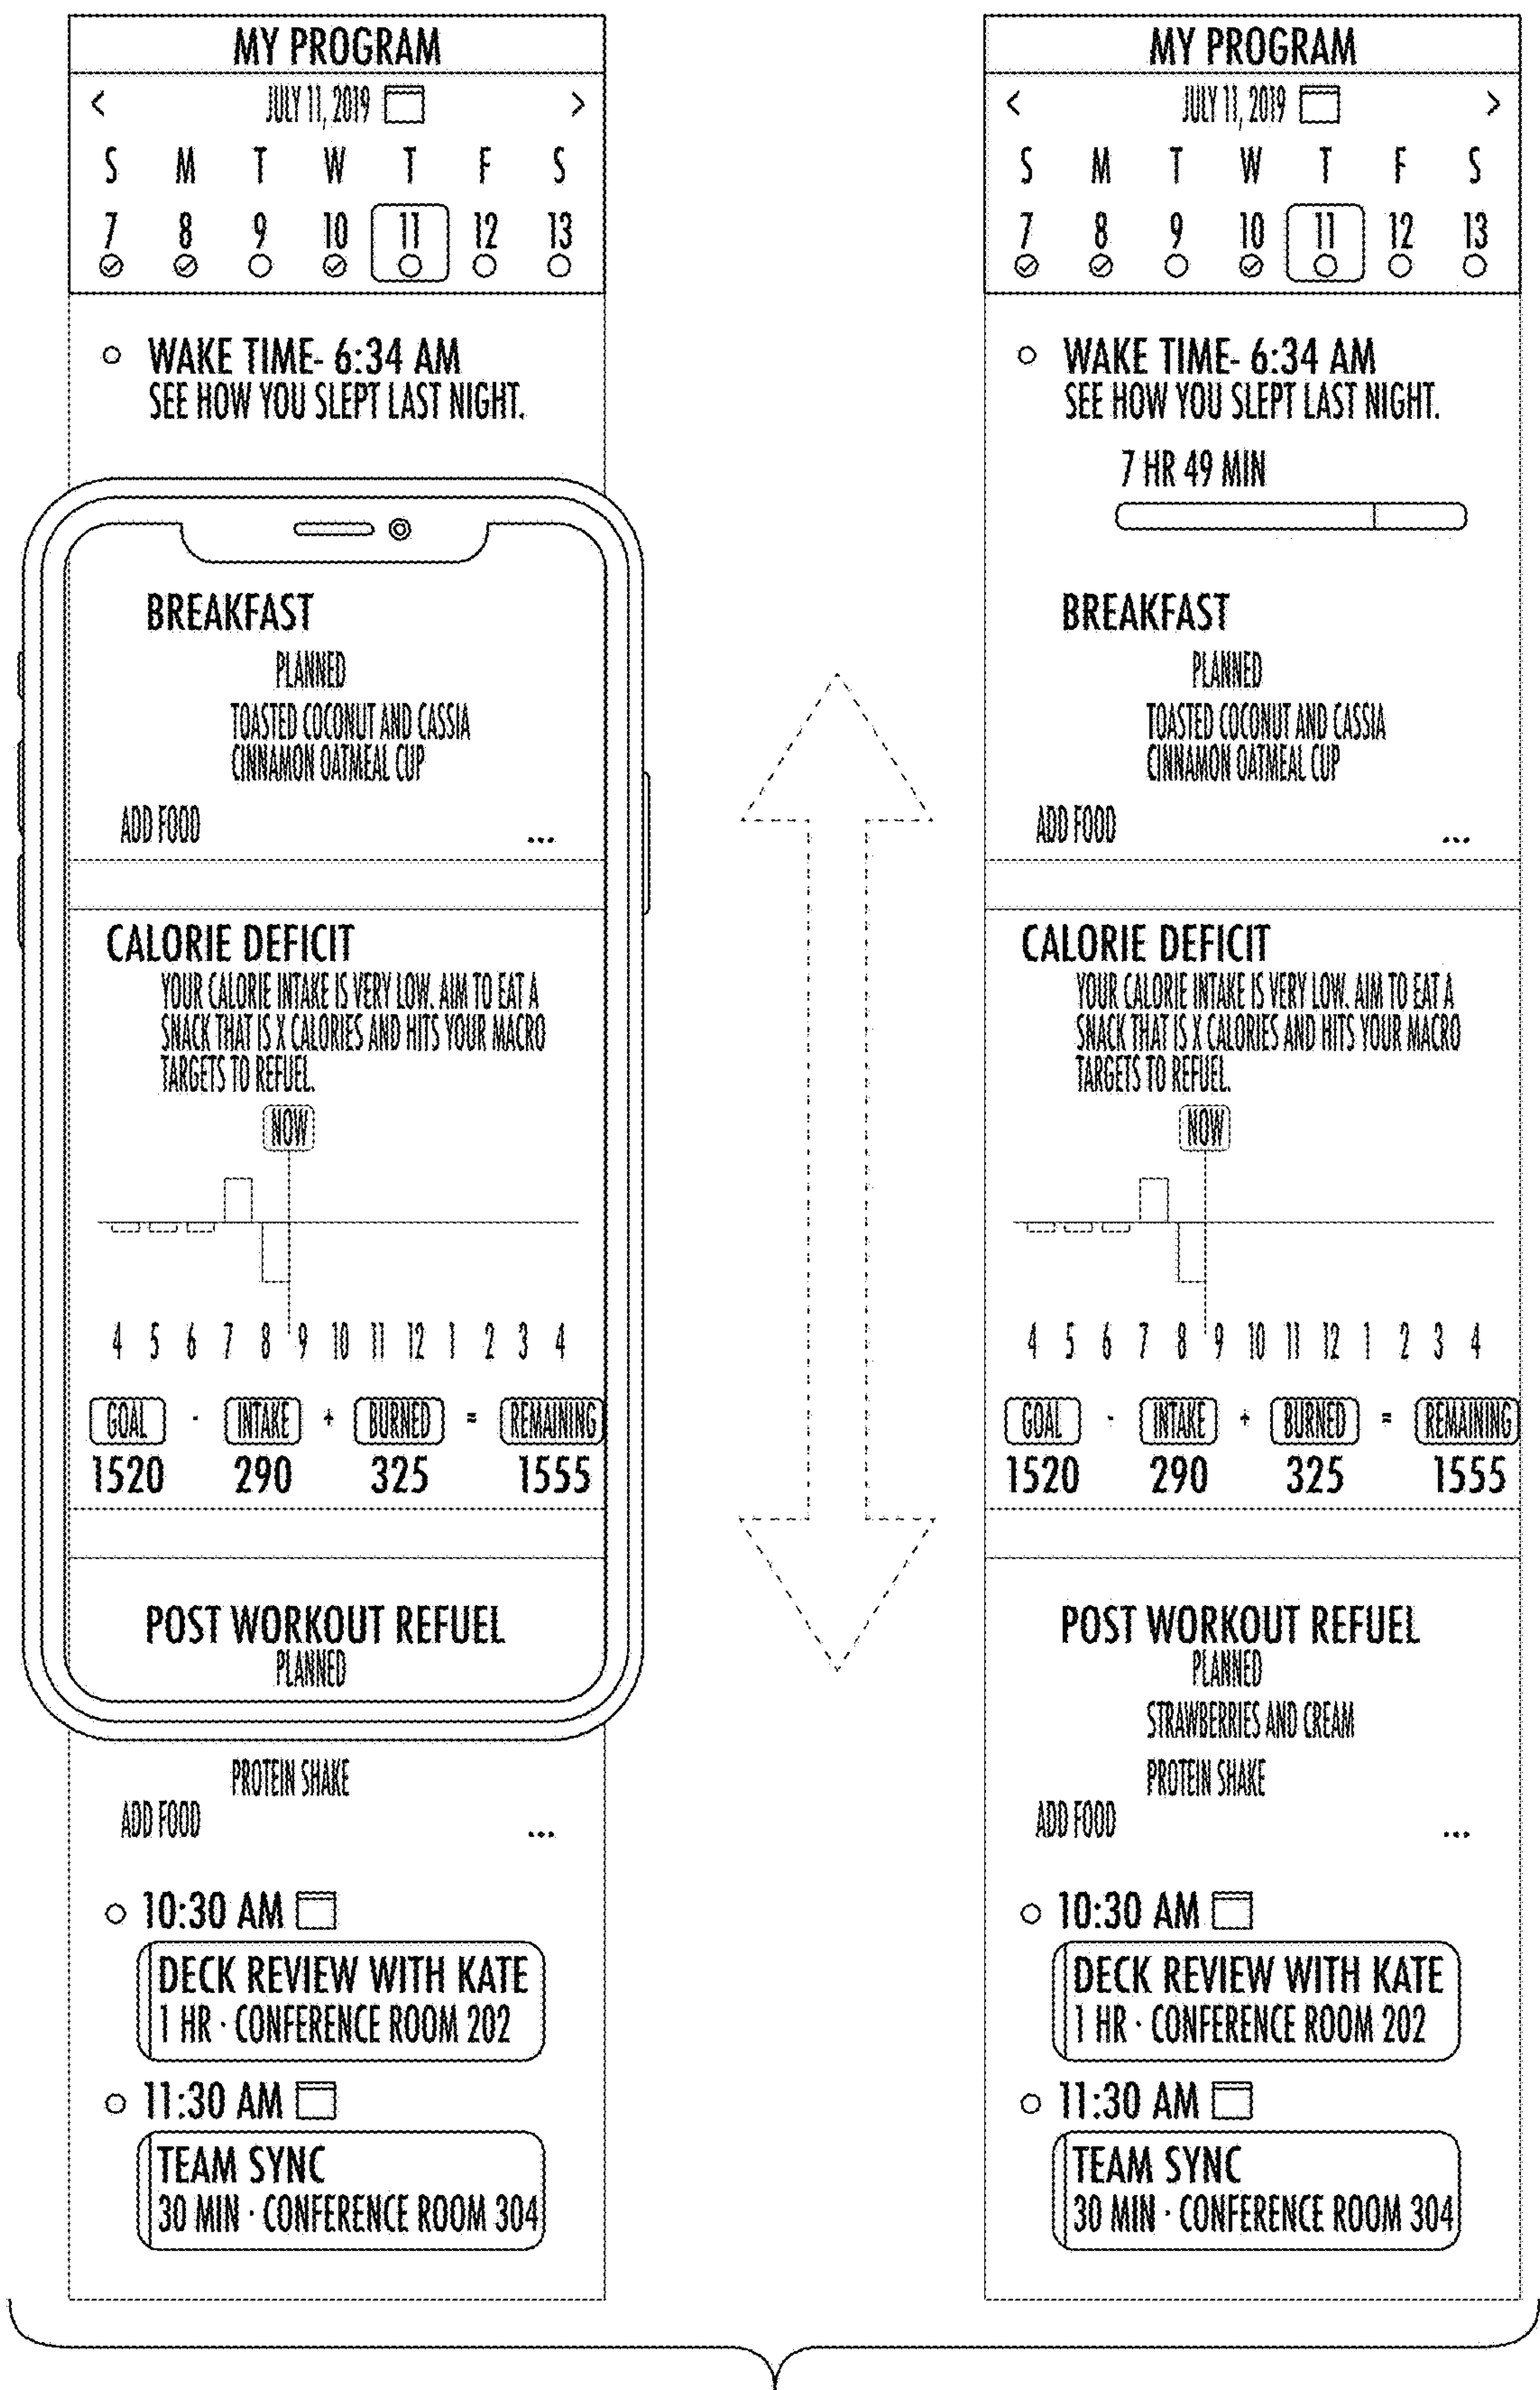 MY PROGRAM
< JULY 11, 2019 >
S M T W T F S
7 8 9 10 11 12 13
WAKE TIME- 6:34 AM
SEE HOW YOU SLEPT LAST NIGHT.
BREAKFAST
PLANNED
TOASTED COCONUT AND CASSIA
CINNAMON OATMEAL CUP
ADD FOOD ...
CALORIE DEFICIT
YOUR CALORIE INTAKE IS VERY LOW. AIM TO EAT A
SNACK THAT IS X CALORIES AND HITS YOUR MACRO
TARGETS TO REFUEL.
NOW
4 5 6 7 8 9 10 11 12 1 2 3 4
GOAL - INTAKE + BURNED = REMAINING
1520 290 325 1555
POST WORKOUT REFUEL
PLANNED
PROTEIN SHAKE
ADD FOOD ...
10:30 AM
DECK REVIEW WITH KATE
1 HR · CONFERENCE ROOM 202
11:30 AM
TEAM SYNC
30 MIN · CONFERENCE ROOM 304
MY PROGRAM
< JULY 11, 2019 >
S M T W T F S
7 8 9 10 11 12 13
WAKE TIME- 6:34 AM
SEE HOW YOU SLEPT LAST NIGHT.
7 HR 49 MIN
BREAKFAST
PLANNED
TOASTED COCONUT AND CASSIA
CINNAMON OATMEAL CUP
ADD FOOD ...
CALORIE DEFICIT
YOUR CALORIE INTAKE IS VERY LOW. AIM TO EAT A
SNACK THAT IS X CALORIES AND HITS YOUR MACRO
TARGETS TO REFUEL.
NOW
4 5 6 7 8 9 10 11 12 1 2 3 4
GOAL - INTAKE + BURNED = REMAINING
1520 290 325 1555
POST WORKOUT REFUEL
PLANNED
STRAWBERRIES AND CREAM
PROTEIN SHAKE
ADD FOOD ...
10:30 AM
DECK REVIEW WITH KATE
1 HR · CONFERENCE ROOM 202
11:30 AM
TEAM SYNC
30 MIN · CONFERENCE ROOM 304